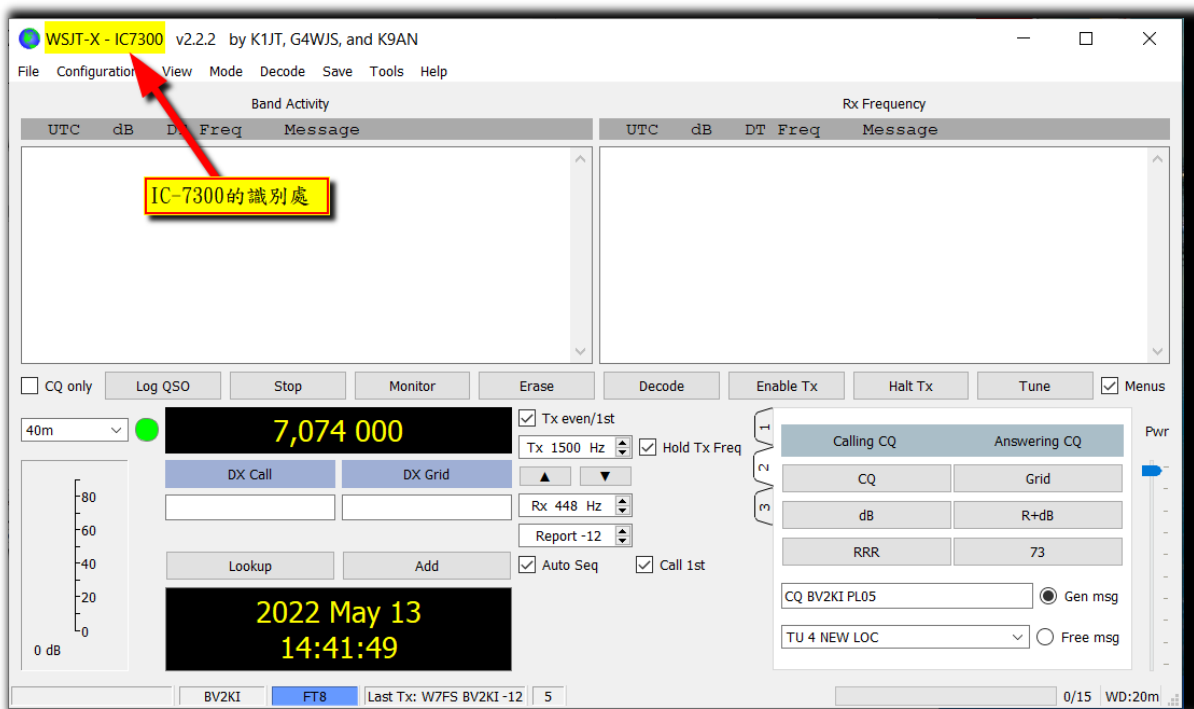 WSJT-X - IC7300 v2.2.2 by K1JT, G4WJS, and K9AN
File Configurations View Mode Decode Save Tools Help
Band Activity
UTC dB DT Freq Message
IC-7300的識別處
Rx Frequency
UTC dB DT Freq Message
CQ only Log QSO Stop Monitor Erase Decode Enable Tx Halt Tx Tune Menus
40m
7,074 000
DX Call DX Grid
Lookup Add
2022 May 13
14:41:49
-80
-60
-40
-20
0
0 dB
Tx even/1st
Tx 1500 Hz Hold Tx Freq
▲ ▼
Rx 448 Hz
Report -12
Auto Seq Call 1st
1
2
3
Calling CQ Answering CQ
CQ Grid
dB R+dB
RRR 73
CQ BV2KI PL05 Gen msg
TU 4 NEW LOC Free msg
Pwr
BV2KI FT8 Last Tx: W7FS BV2KI -12 5 0/15 WD:20m